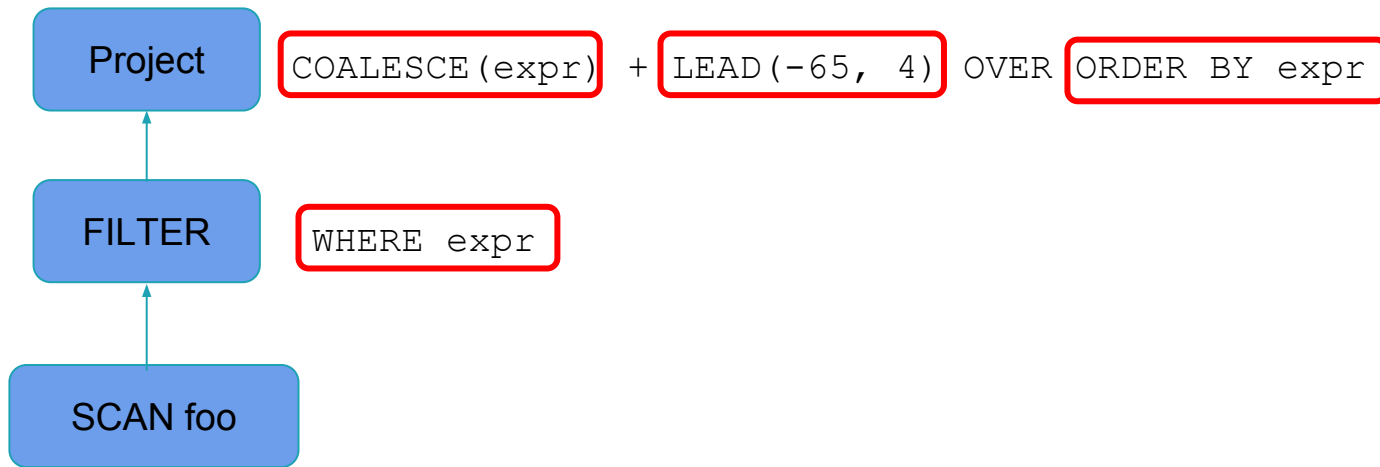 Project
COALESCE(expr) + LEAD(-65, 4) OVER ORDER BY expr
FILTER
WHERE expr
SCAN foo